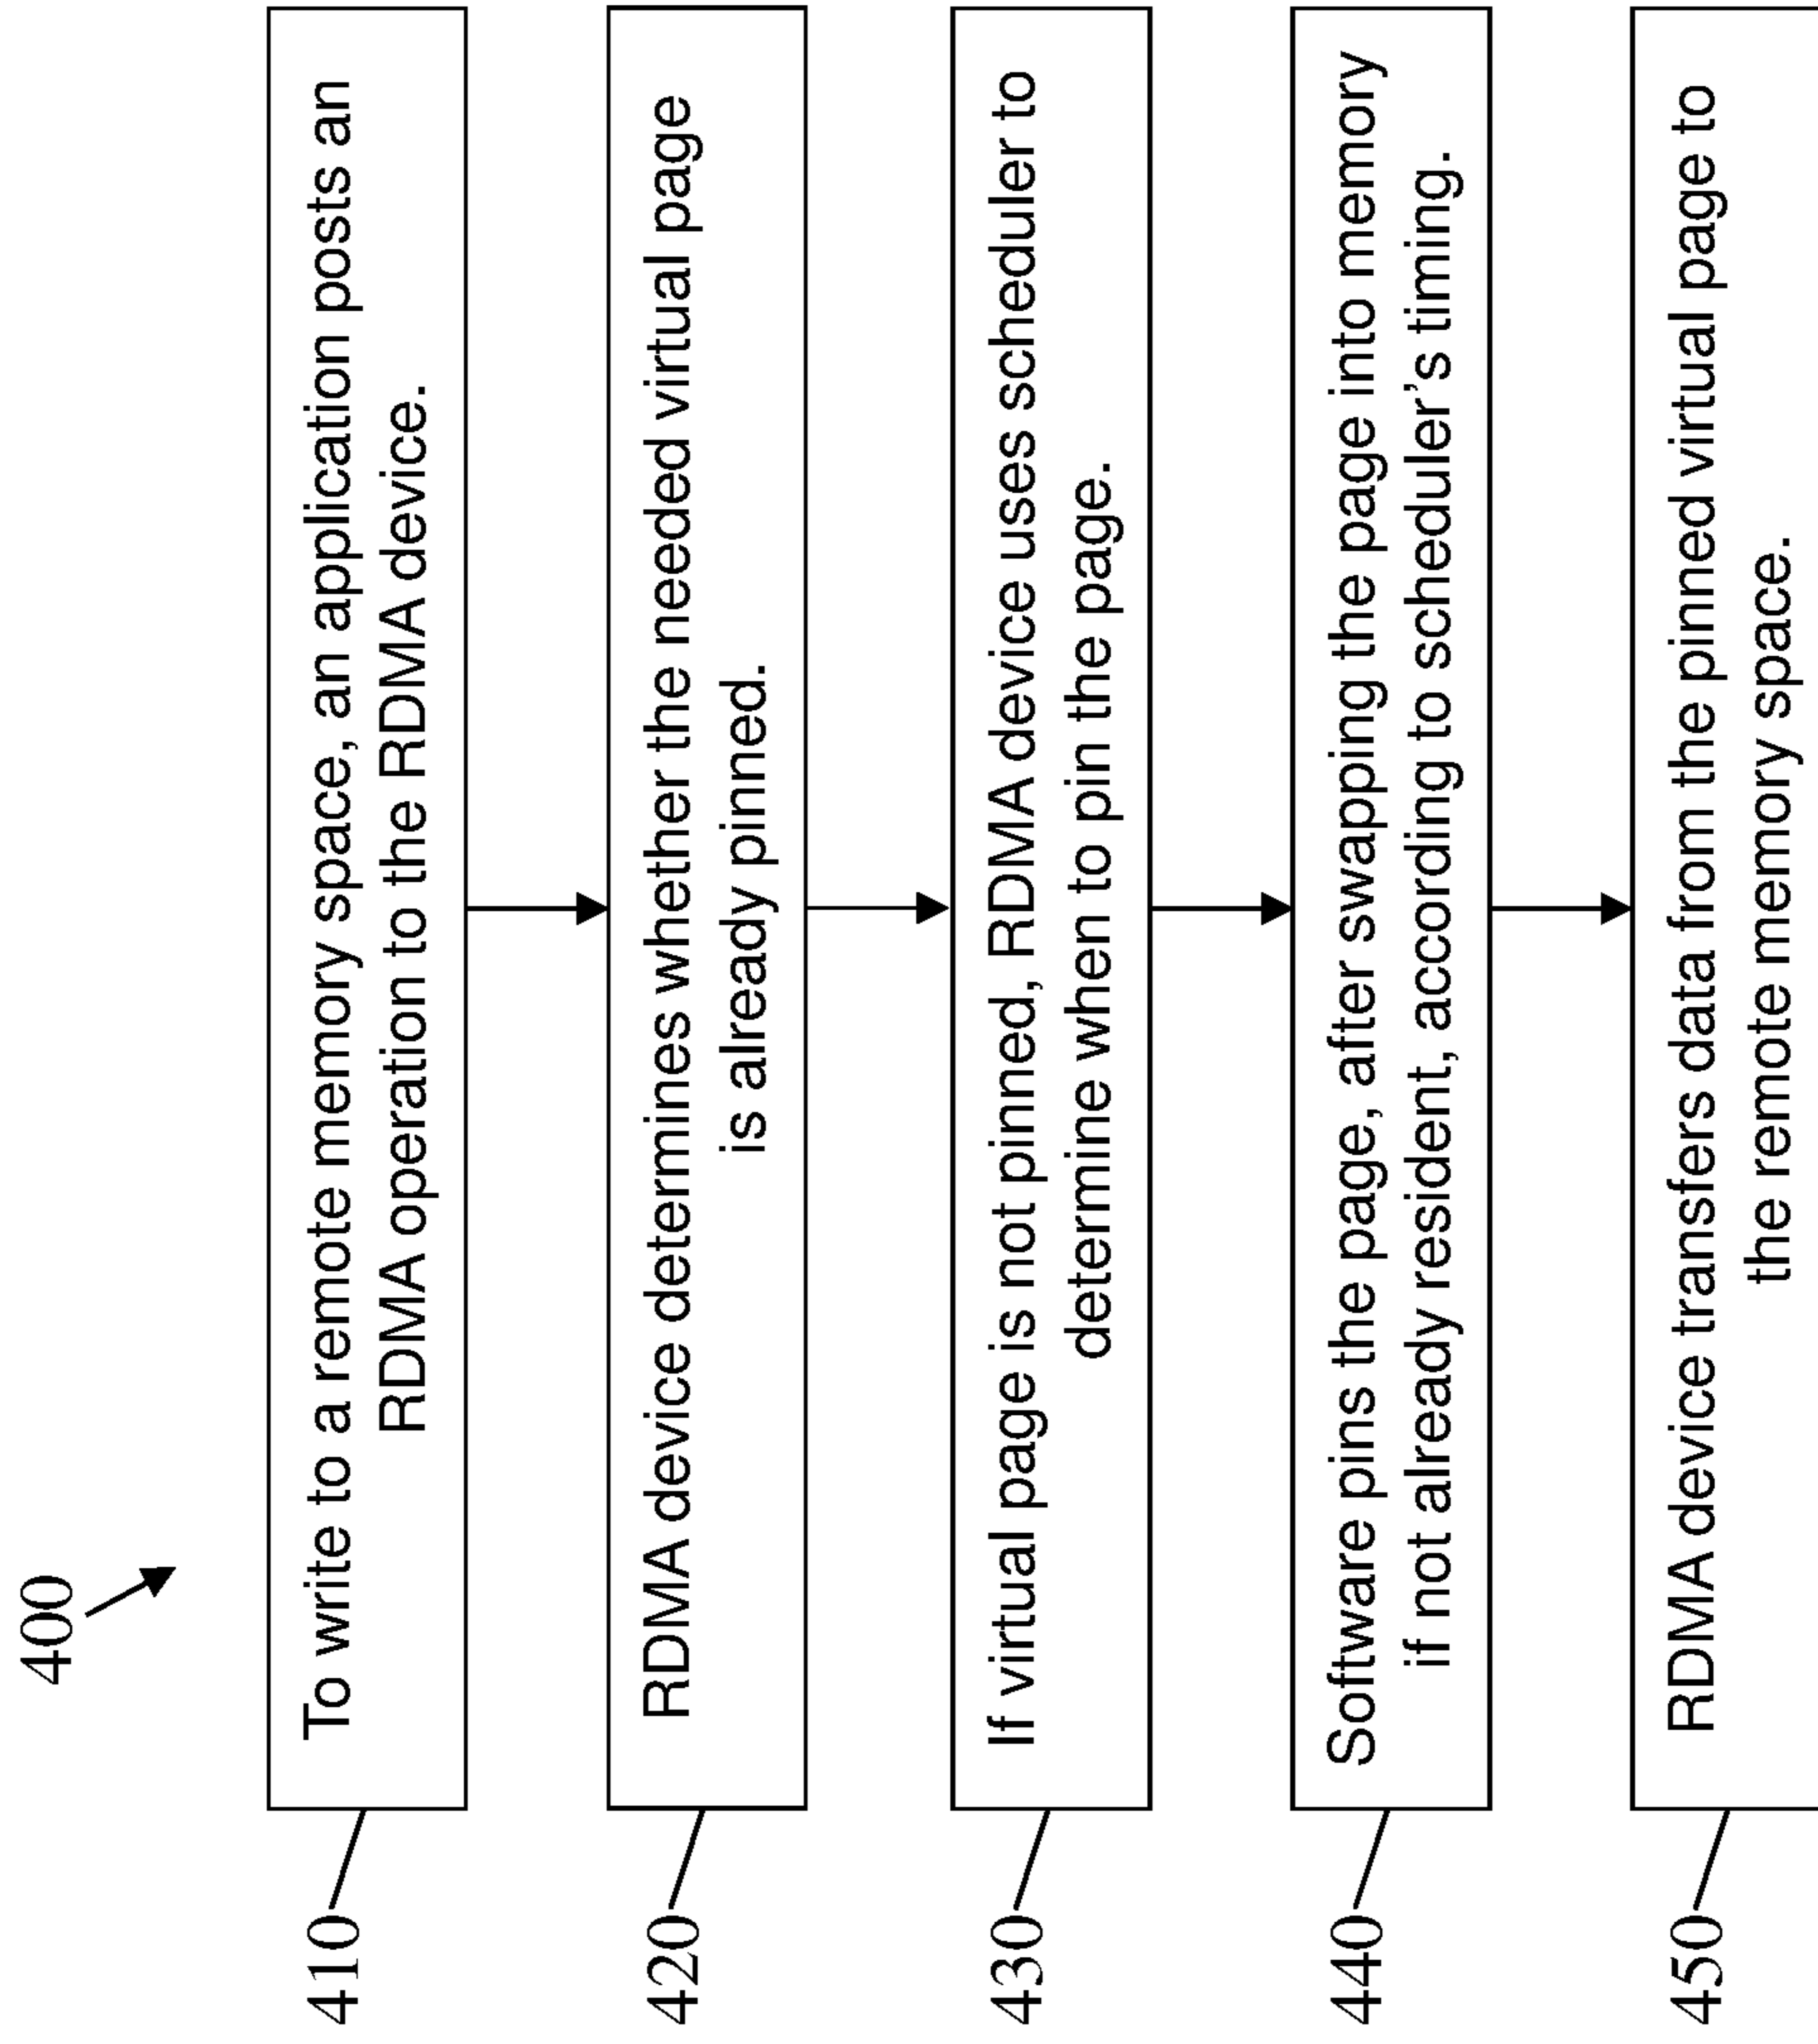 400
410
To write to a remote memory space, an application posts an
RDMA operation to the RDMA device.
420
RDMA device determines whether the needed virtual page
is already pinned.
430
If virtual page is not pinned, RDMA device uses scheduler to
determine when to pin the page.
440
Software pins the page, after swapping the page into memory
if not already resident, according to scheduler's timing.
450
RDMA device transfers data from the pinned virtual page to
the remote memory space.